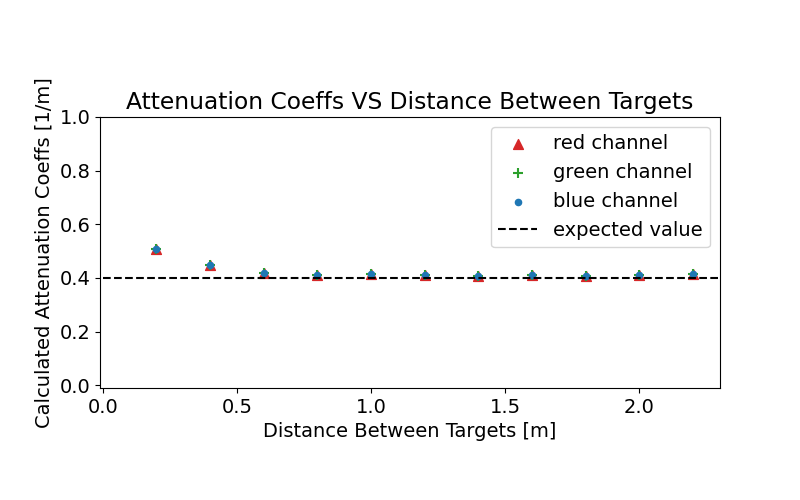 Attenuation Coeffs VS Distance Between Targets
Calculated Attenuation Coeffs [1/m]
1.0
0.8
0.6
0.4
0.2
0.0
red channel
green channel
blue channel
expected value
0.0 0.5 1.0 1.5 2.0
Distance Between Targets [m]